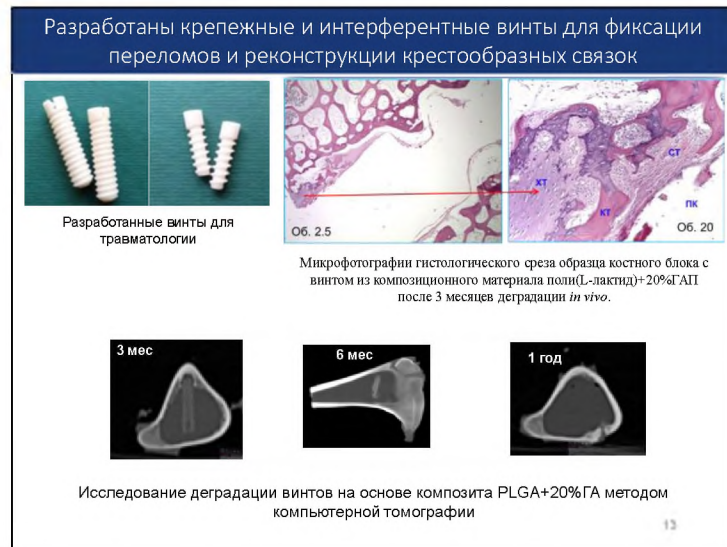 Разработаны крепежные и интерферентные винты для фиксации
переломов и реконструкции крестообразных связок
Разработанные винты для
травматологии
Об. 2.5
ХТ
СТ
ПК
КТ
Об. 20
Микрофотографии гистологического среза образца костного блока с
винтом из композиционного материала поли(L-лактид)+20%ГАП
после 3 месяцев деградации in vivo.
3 мес
6 мес
1 год
Исследование деградации винтов на основе композита PLGA+20%ГА методом
компьютерной томографии
13